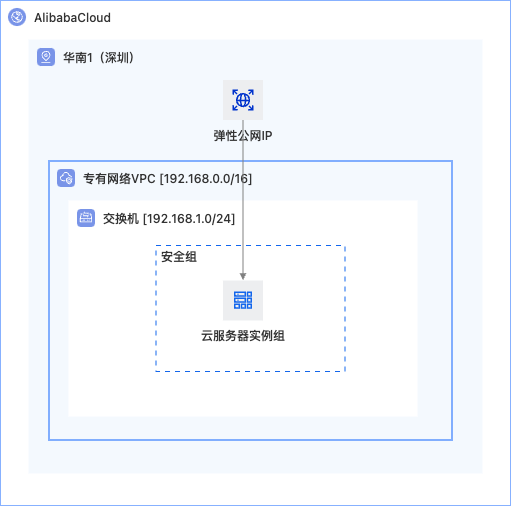 AlibabaCloud
华南1（深圳）
弹性公网IP
专有网络VPC [192.168.0.0/16]
交换机 [192.168.1.0/24]
安全组
云服务器实例组